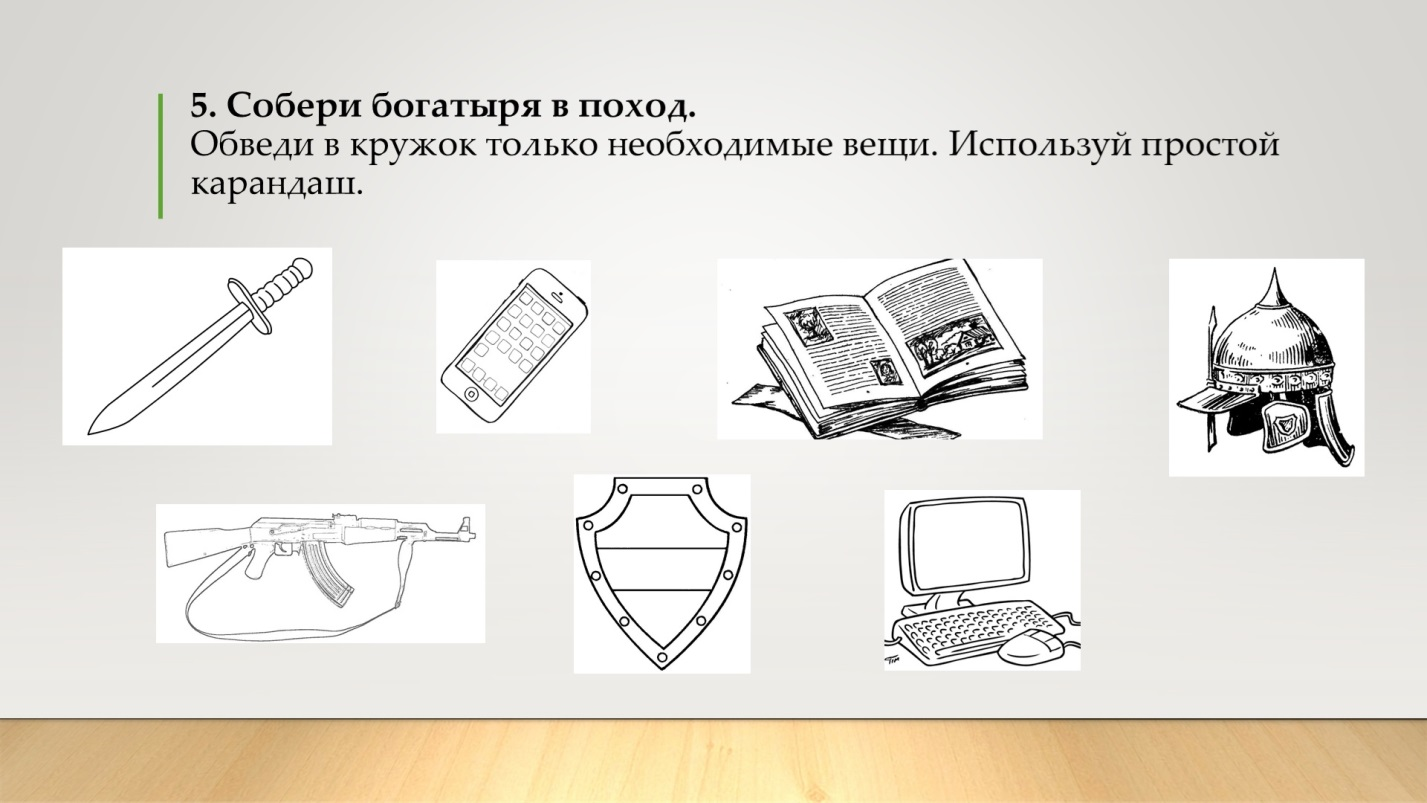 5. Собери богатыря в поход.
Обведи в кружок только необходимые вещи. Используй простой
карандаш.